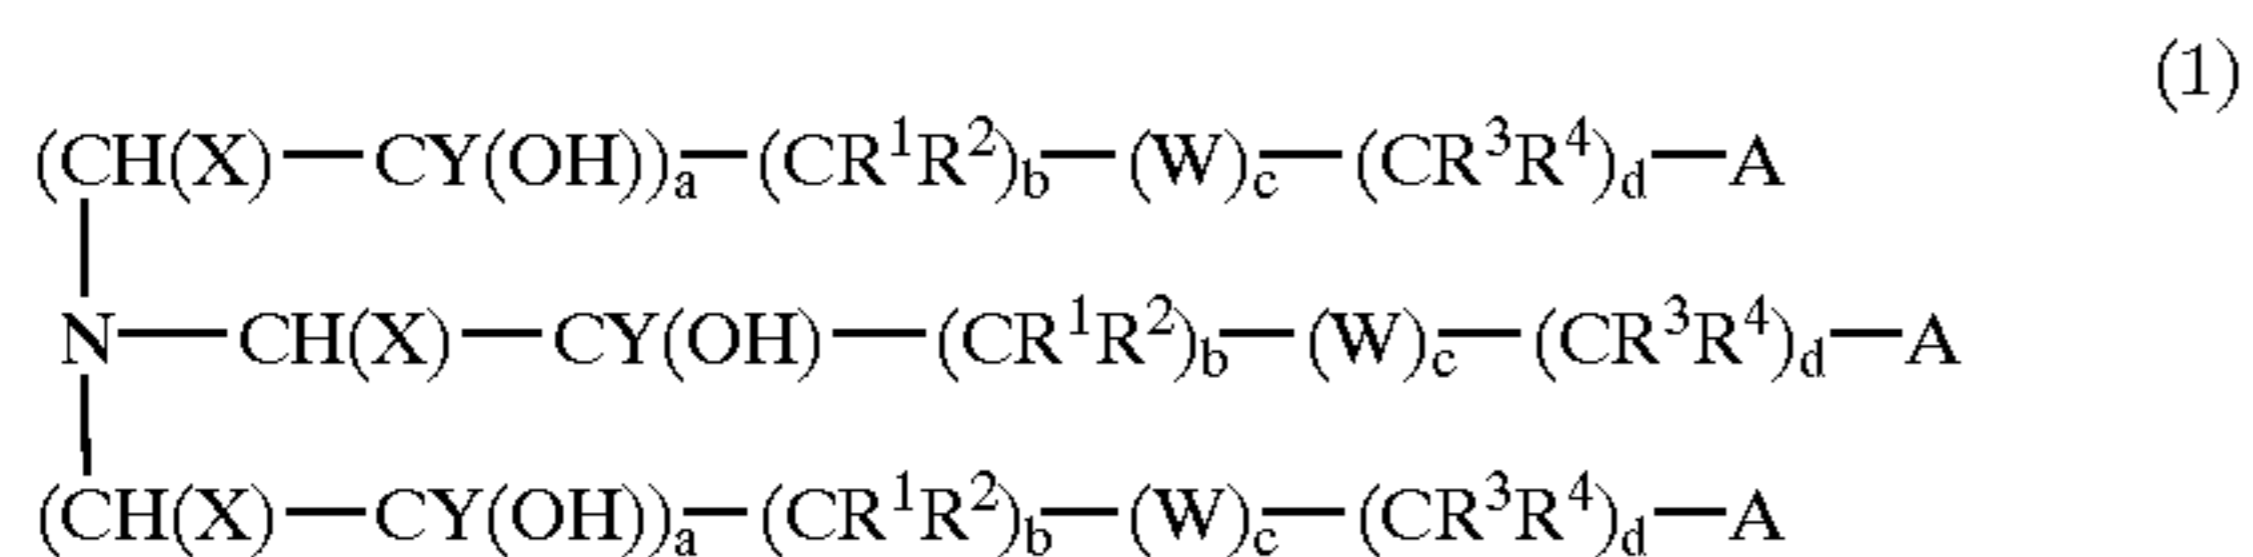 (1)
(CH(X)—CY(OH))a—(CR¹R²)b—(W)c—(CR³R⁴)d—A
N—CH(X)—CY(OH)—(CR¹R²)b—(W)c—(CR³R⁴)d—A
(CH(X)—CY(OH))a—(CR¹R²)b—(W)c—(CR³R⁴)d—A